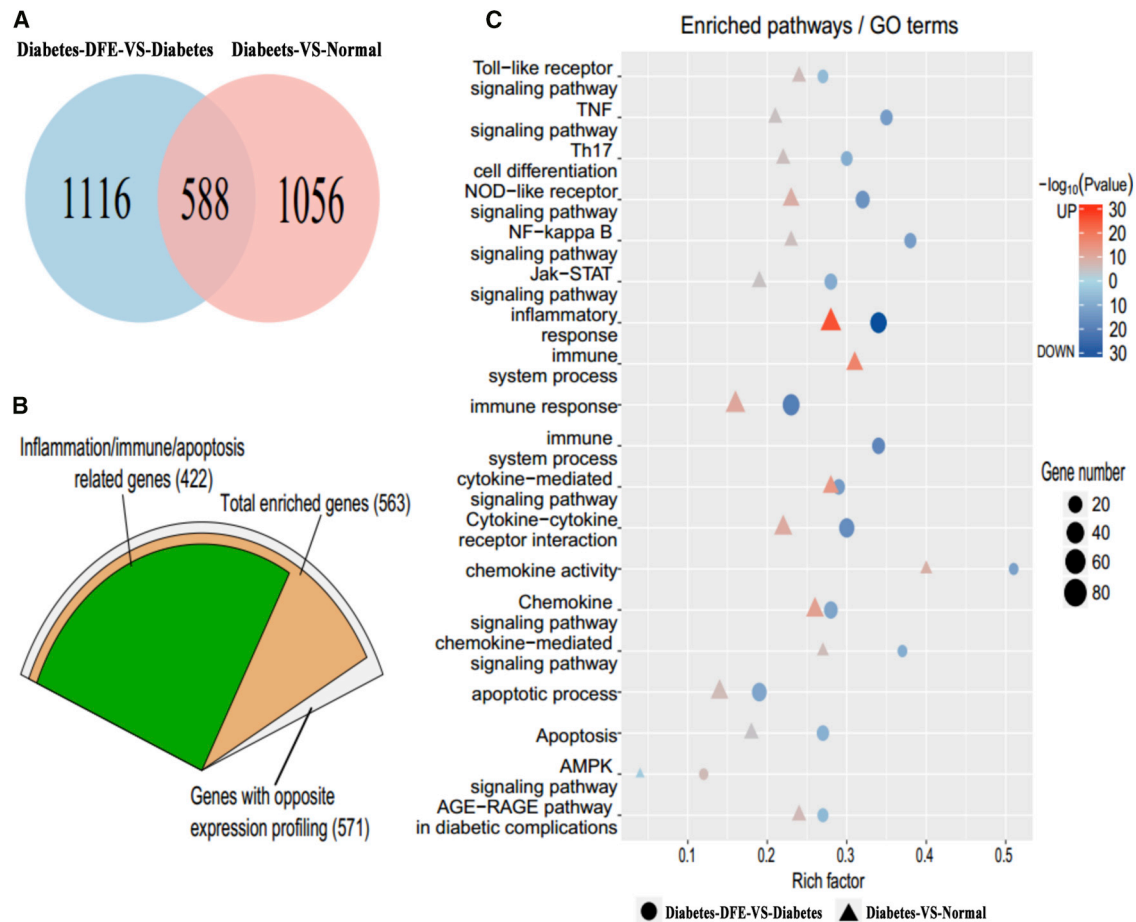 A
Diabetes-DFE-VS-Diabetes
Diabeets-VS-Normal
1116
588
1056
B
Inflammation/immune/apoptosis
related genes (422)
Total enriched genes (563)
Genes with opposite
expression profiling (571)
C
Enriched pathways / GO terms
Toll−like receptor
signaling pathway
TNF
signaling pathway
Th17
cell differentiation
NOD−like receptor
signaling pathway
NF−kappa B
signaling pathway
Jak−STAT
signaling pathway
inflammatory
response
immune
system process
immune response
immune
system process
cytokine−mediated
signaling pathway
Cytokine−cytokine
receptor interaction
chemokine activity
Chemokine
signaling pathway
chemokine−mediated
signaling pathway
apoptotic process
Apoptosis
AMPK
signaling pathway
AGE−RAGE pathway
in diabetic complications
0.1
0.2
0.3
0.4
0.5
Rich factor
Diabetes-DFE-VS-Diabetes
Diabetes-VS-Normal
−log10(Pvalue)
UP
30
20
10
0
10
20
DOWN
30
Gene number
20
40
60
80